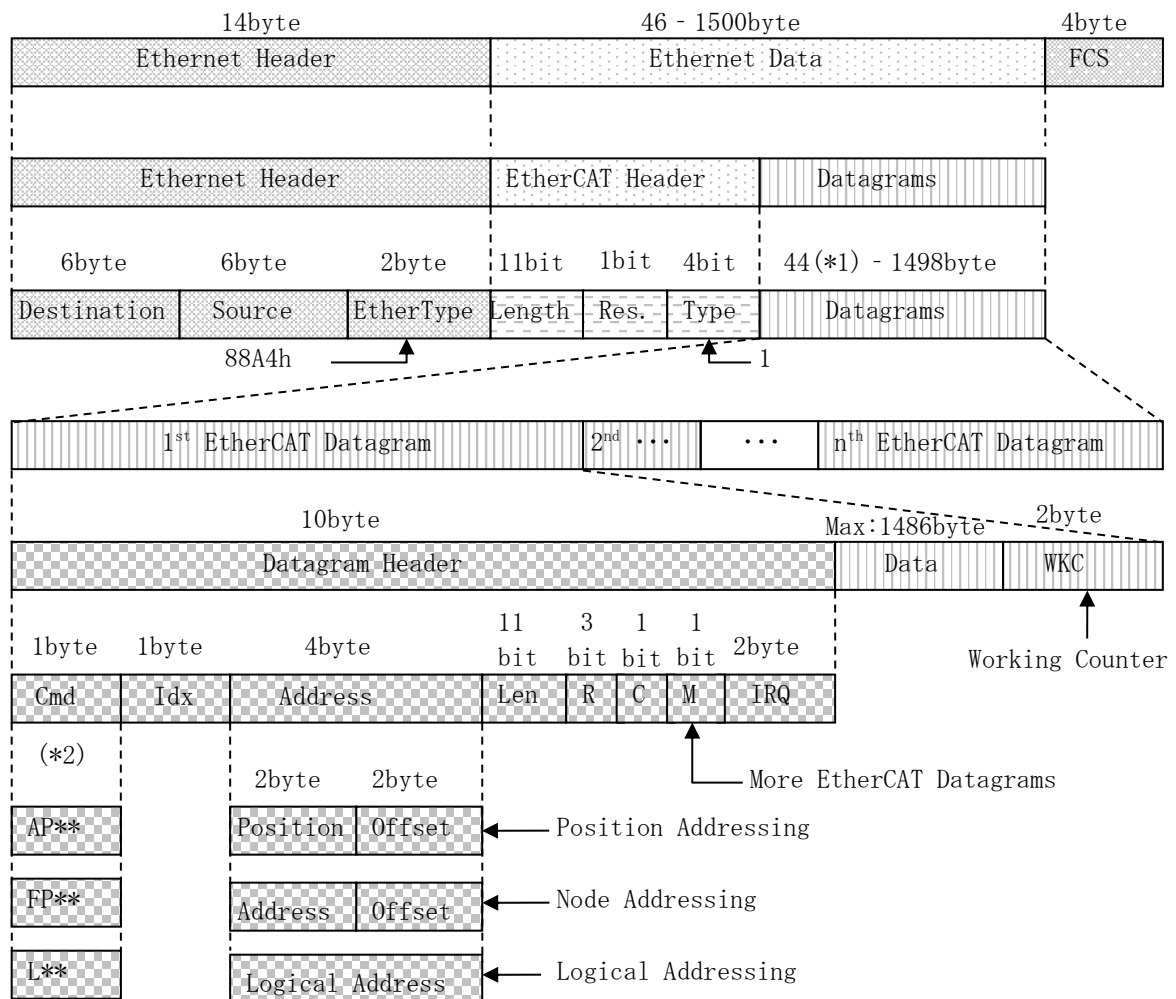 14byte 46 - 1500byte 4byte
Ethernet Header Ethernet Data FCS
Ethernet Header EtherCAT Header Datagrams
6byte 6byte 2byte 11bit 1bit 4bit 44(*1) - 1498byte
Destination Source EtherType Length Res. Type Datagrams
88A4h 1
1st EtherCAT Datagram 2nd ··· ··· nth EtherCAT Datagram
10byte Max:1486byte 2byte
Datagram Header Data WKC
Working Counter
1byte 1byte 4byte 11 bit 3 bit 1 bit 1 bit 2byte
Cmd Idx Address Len R C M IRQ
(*2)
More EtherCAT Datagrams
2byte 2byte
AP** Position Offset Position Addressing
FP** Address Offset Node Addressing
L** Logical Address Logical Addressing